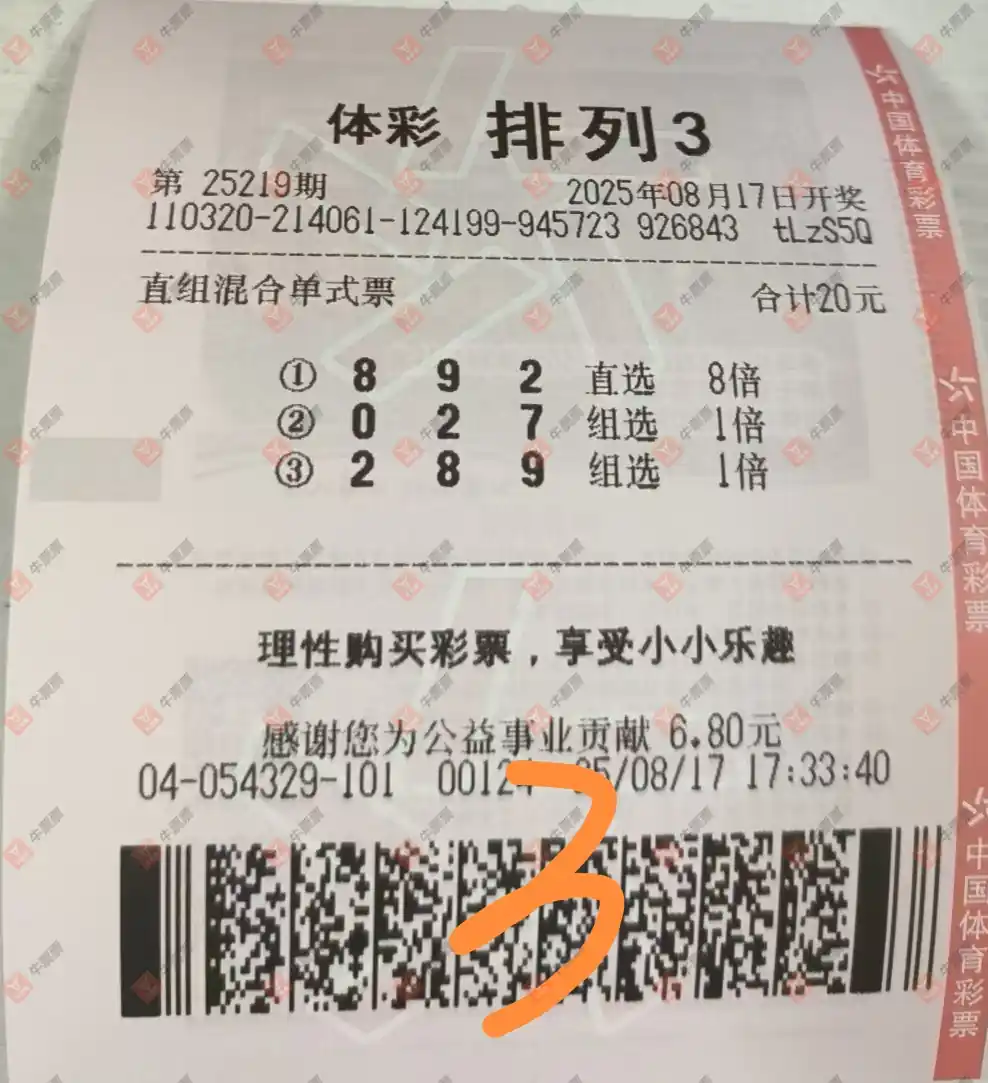 体彩 排列3
第 25219期 2025年08月17日开奖
110320-214061-124199-945723 926843 tLzS5Q
直组混合单式票 合计20元
① 8 9 2 直选 8倍
② 0 2 7 组选 1倍
③ 2 8 9 组选 1倍
理性购买彩票，享受小小乐趣
感谢您为公益事业贡献 6.80元
04-054329-101 0012 5/08/17 17:33:40
3
中国体育彩票
中国体育彩票
中国体育彩票
牛票票